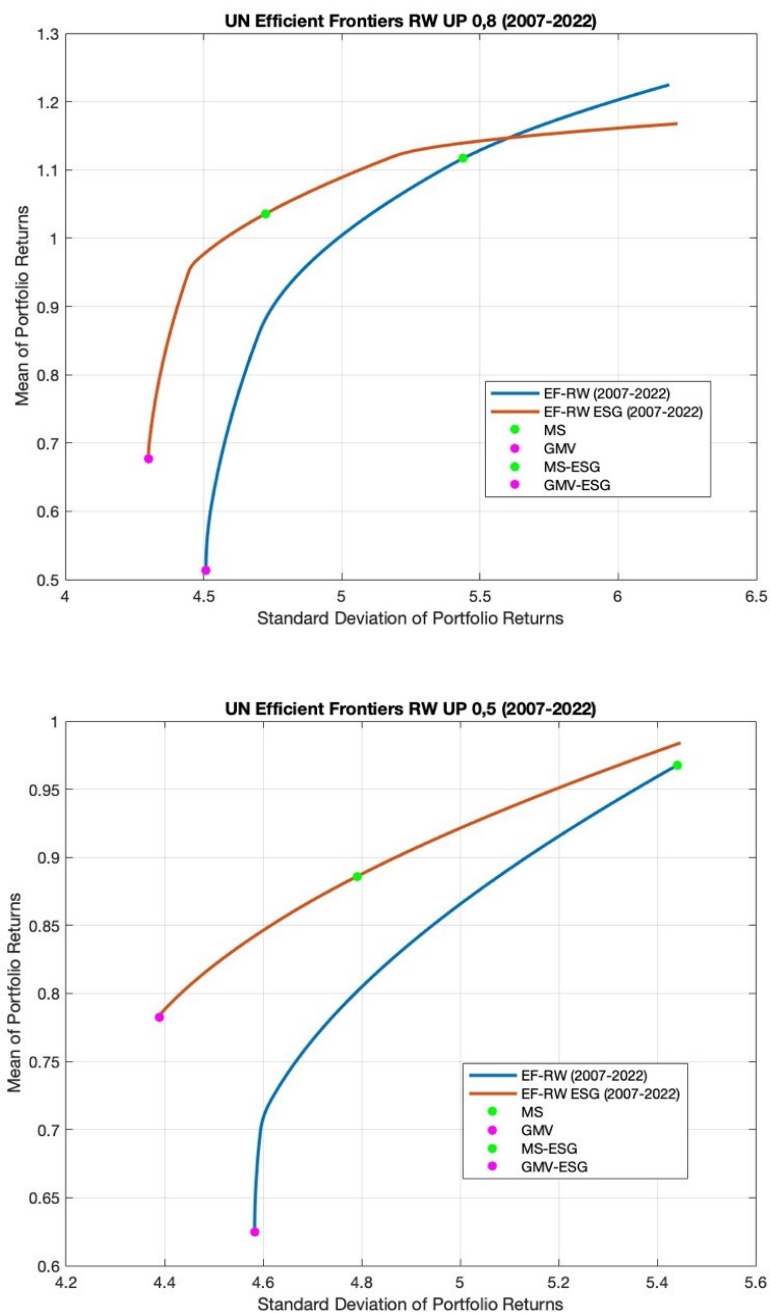 UN Efficient Frontiers RW UP 0,8 (2007-2022)
1.3
1.2
1.1
1
0.9
0.8
0.7
0.6
0.5
Mean of Portfolio Returns
EF-RW (2007-2022)
EF-RW ESG (2007-2022)
MS
GMV
MS-ESG
GMV-ESG
4 4.5 5 5.5 6 6.5
Standard Deviation of Portfolio Returns
UN Efficient Frontiers RW UP 0,5 (2007-2022)
1
0.95
0.9
0.85
0.8
0.75
0.7
0.65
0.6
Mean of Portfolio Returns
EF-RW (2007-2022)
EF-RW ESG (2007-2022)
MS
GMV
MS-ESG
GMV-ESG
4.2 4.4 4.6 4.8 5 5.2 5.4 5.6
Standard Deviation of Portfolio Returns